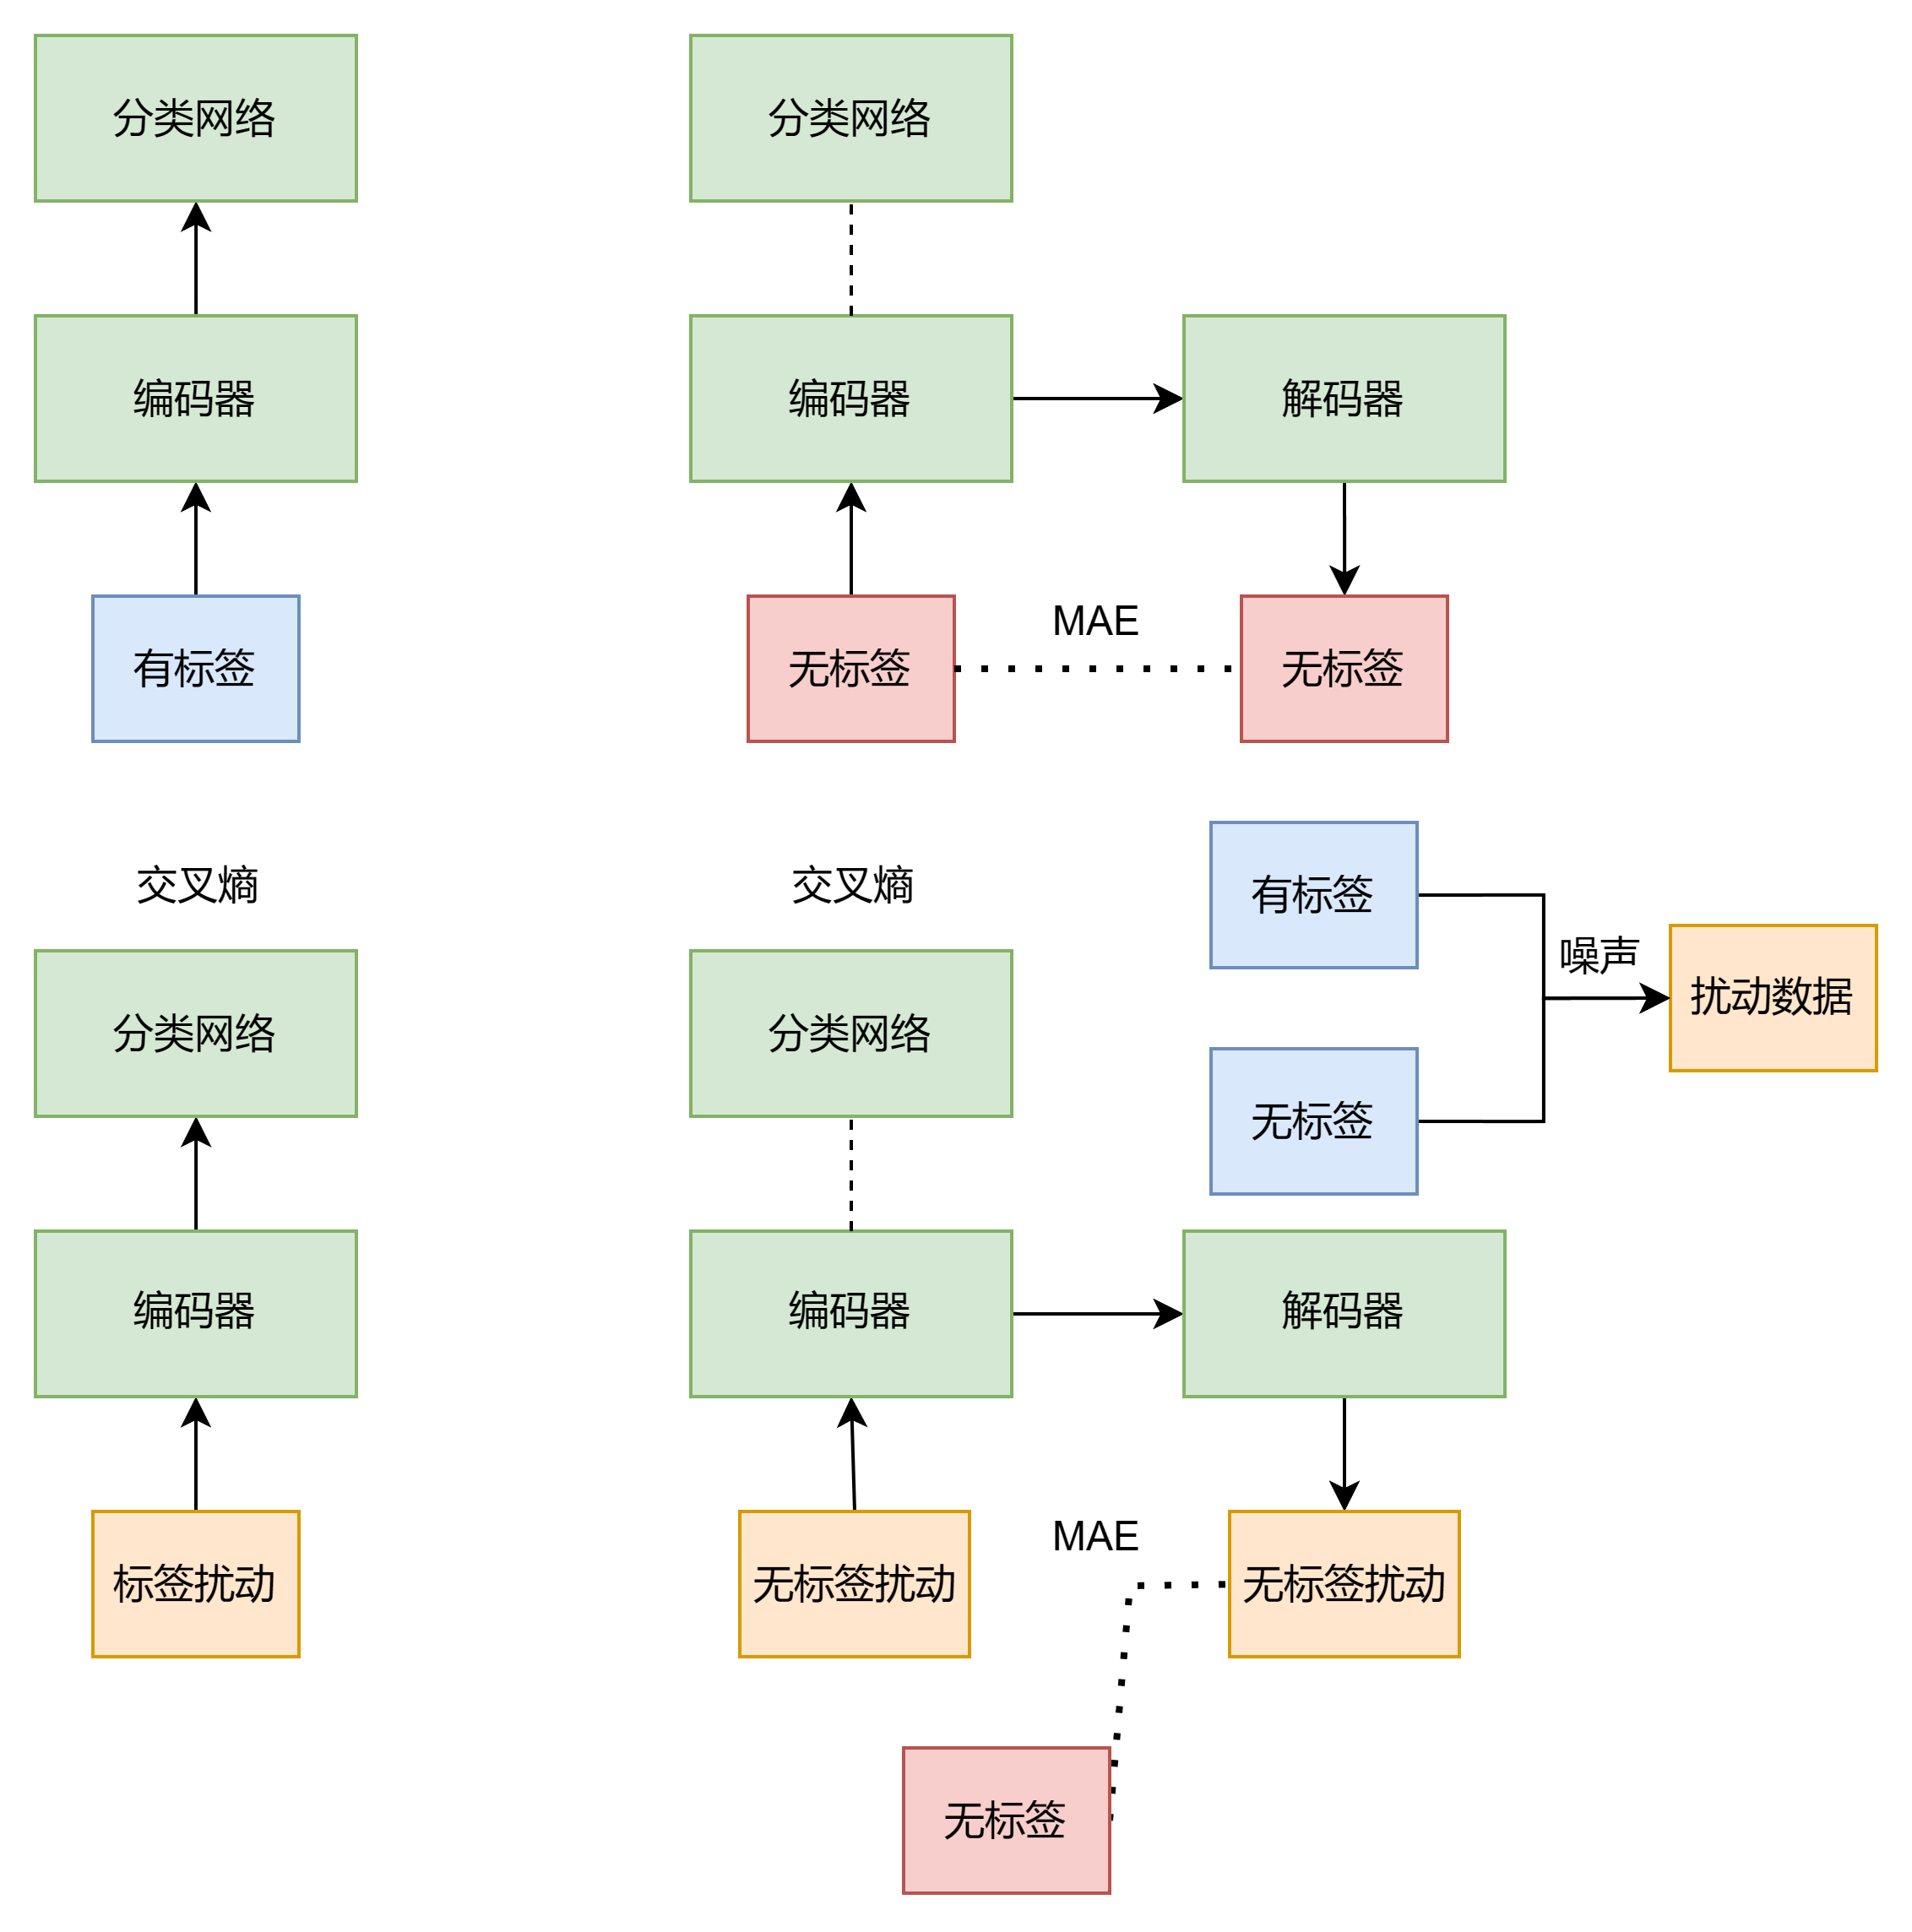 分类网络
分类网络
编码器
编码器
解码器
有标签
无标签
MAE
无标签
交叉熵
交叉熵
有标签
噪声
扰动数据
分类网络
分类网络
无标签
编码器
编码器
解码器
标签扰动
无标签扰动
MAE
无标签扰动
无标签